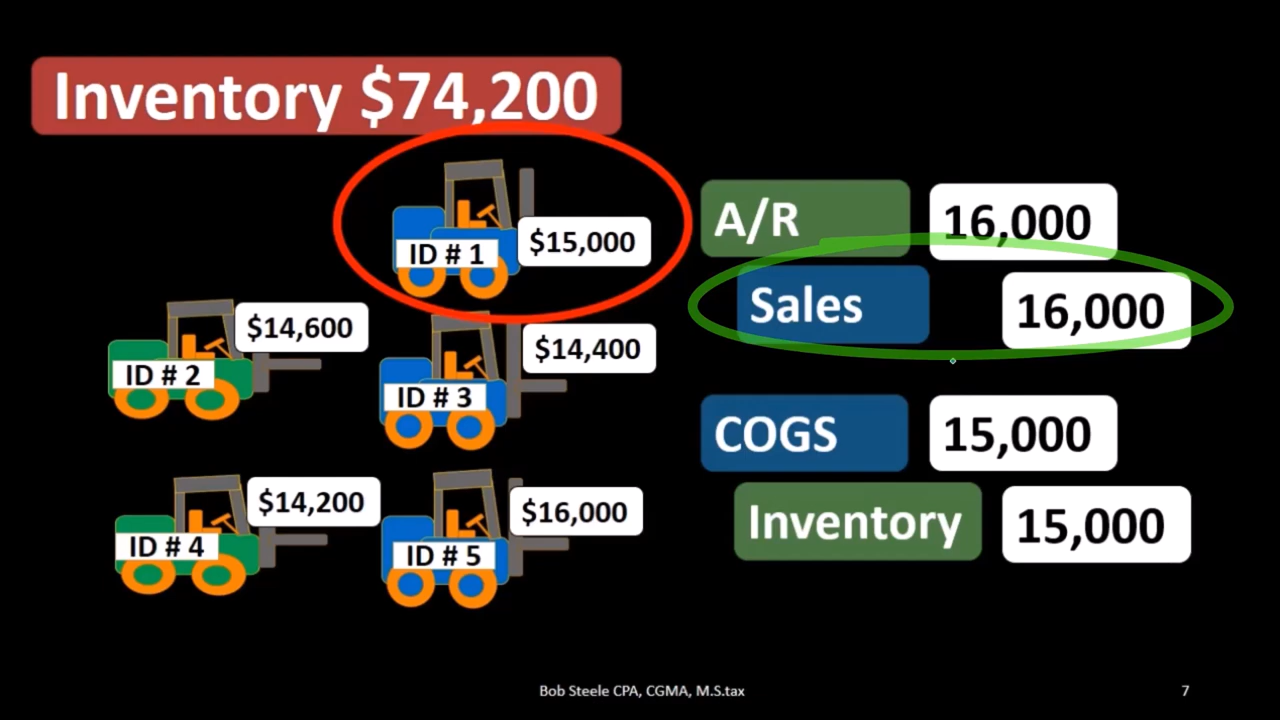 Inventory $74,200
ID # 1
$15,000
ID # 2
$14,600
ID # 3
$14,400
ID # 4
$14,200
ID # 5
$16,000
A/R 16,000
Sales 16,000
COGS 15,000
Inventory 15,000
Bob Steele CPA, CGMA, M.S.tax
7